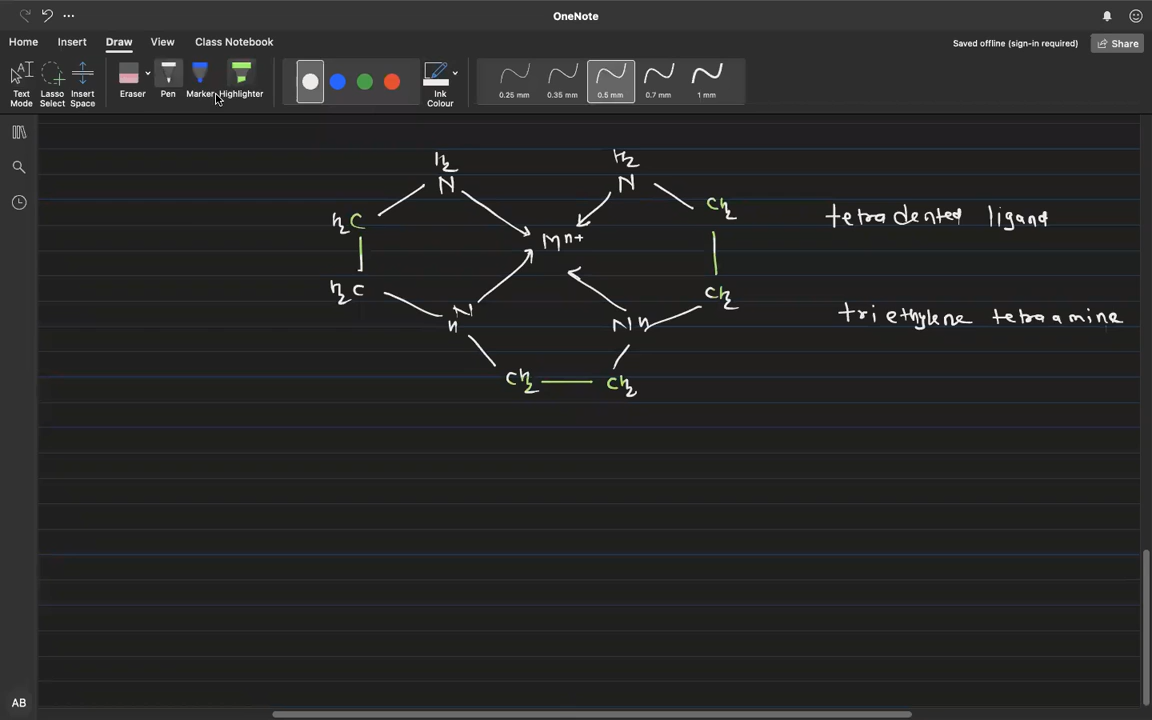 OneNote
Home Insert Draw View Class Notebook
Saved offline (sign-in required) Share
Text Mode
Lasso Select
Insert Space
Eraser
Pen
Marker
Highlighter
Ink Colour
0.25 mm 0.35 mm 0.5 mm 0.7 mm 1 mm
H2 H2
N N
H2C CH2
Mn+
H2C CH2
N H NH
CH2 CH2
tetradented ligand
triethylene tetraamine
AB